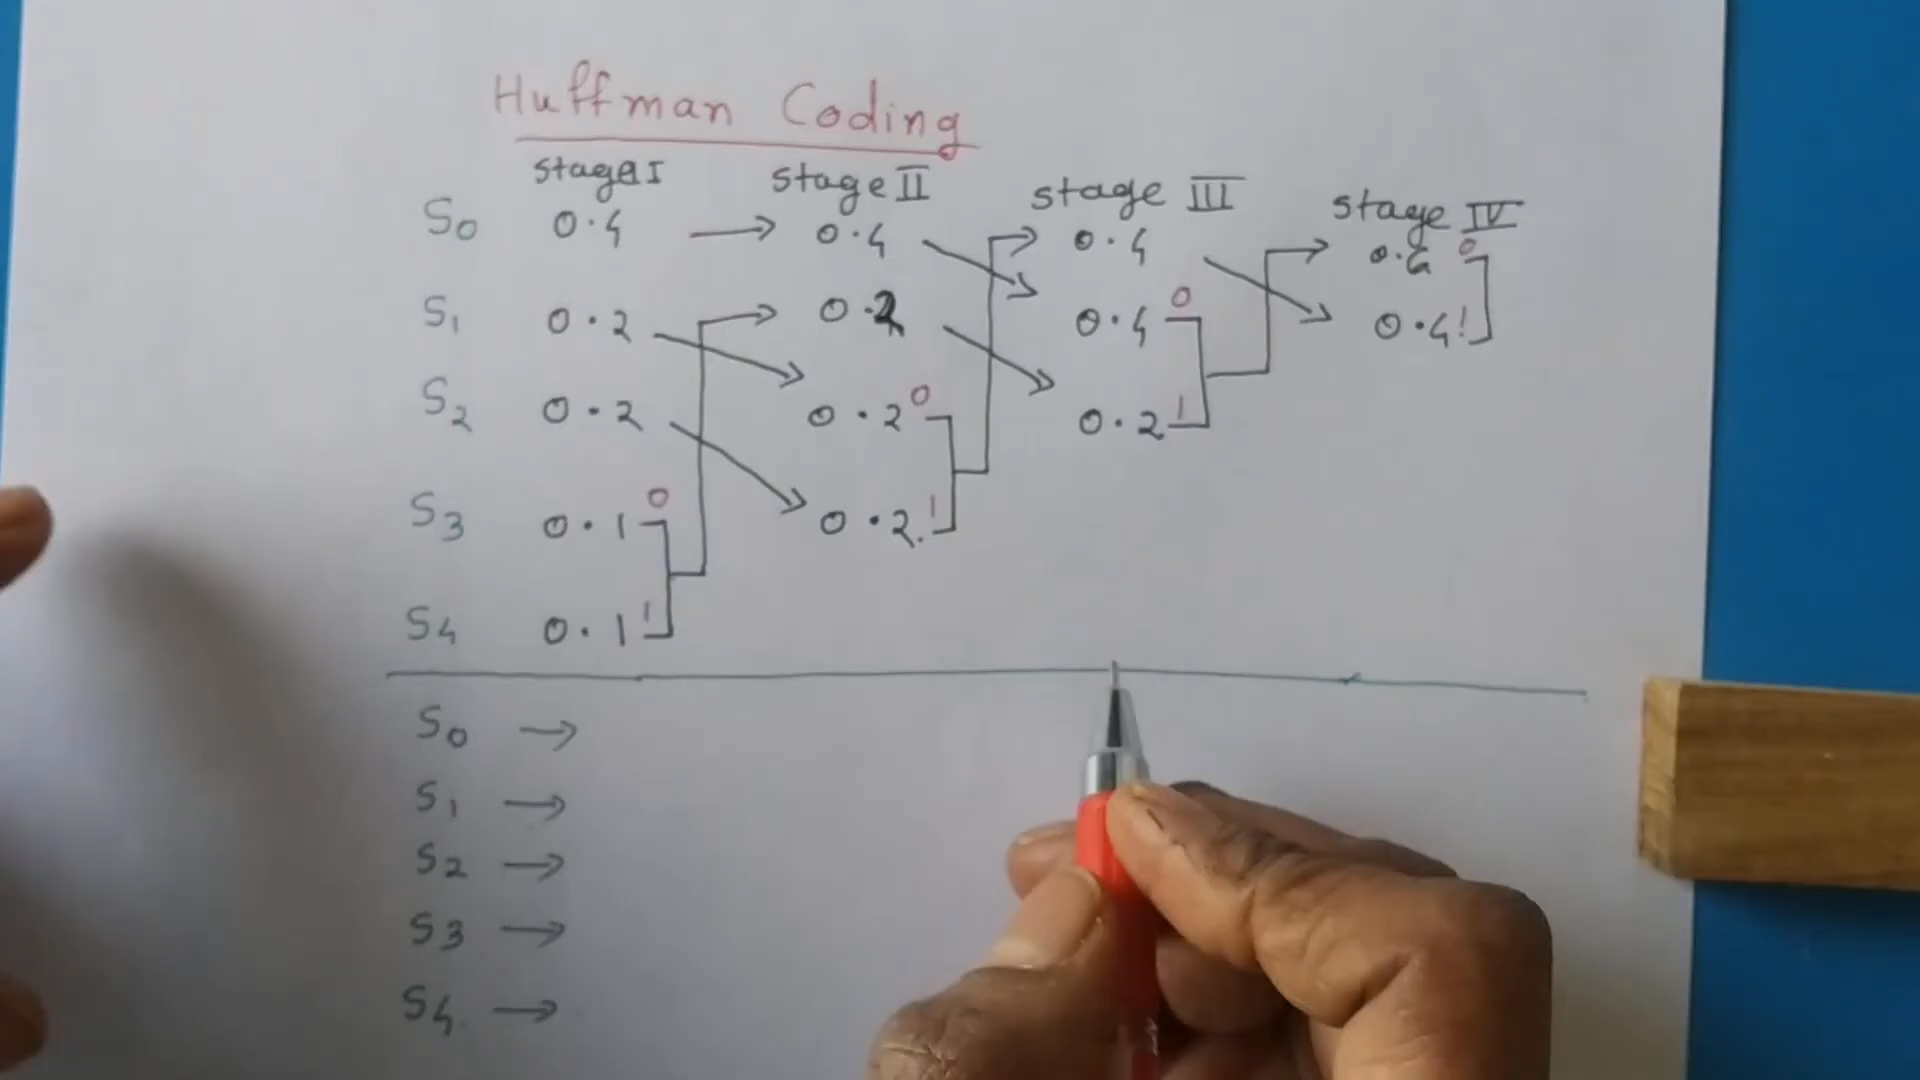 Huffman Coding
stage I stage II stage III stage IV
S0 0.4 → 0.4 0.4 0.6 0
S1 0.2 0.2 0.4 0 0.4 1
S2 0.2 0.2 0 0.2 1
S3 0.1 0 0.2 1
S4 0.1 1
S0 →
S1 →
S2 →
S3 →
S4 →